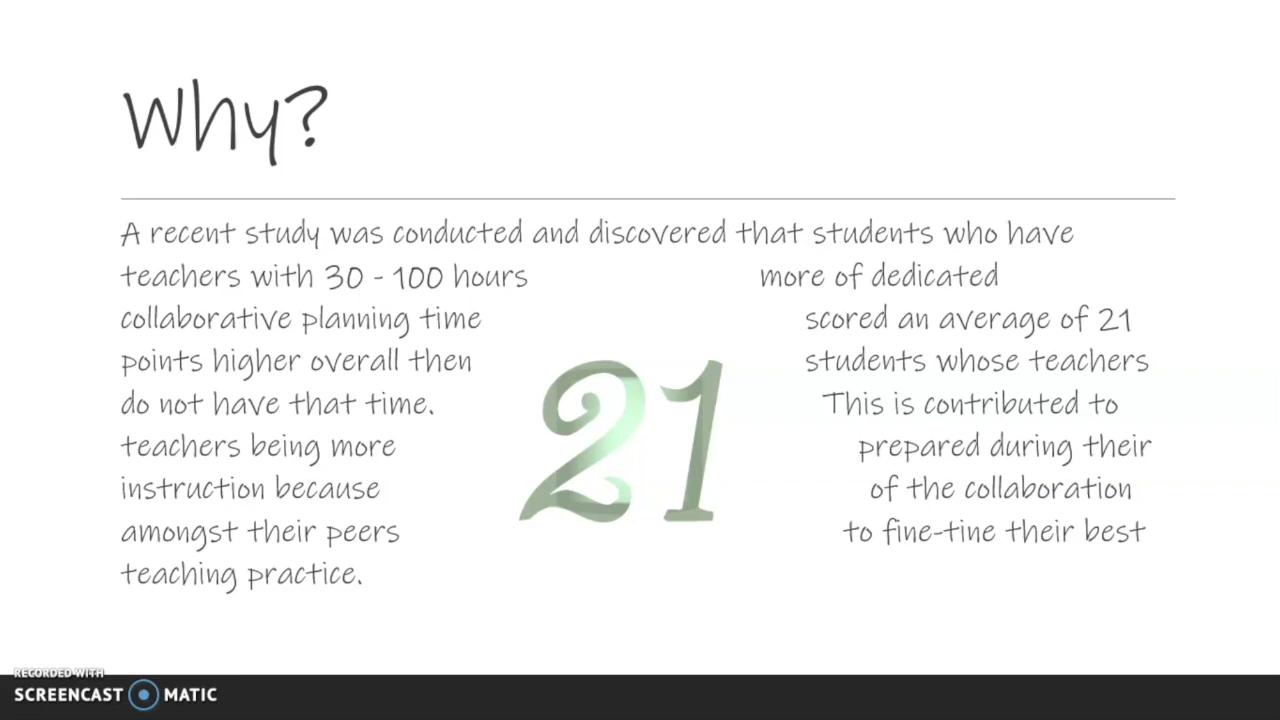 Why?
A recent study was conducted and discovered that students who have
teachers with 30 - 100 hours more of dedicated
collaborative planning time scored an average of 21
points higher overall then students whose teachers
do not have that time. This is contributed to
teachers being more prepared during their
instruction because of the collaboration
amongst their peers to fine-tine their best
teaching practice.
21
RECORDED WITH
SCREENCAST MATIC